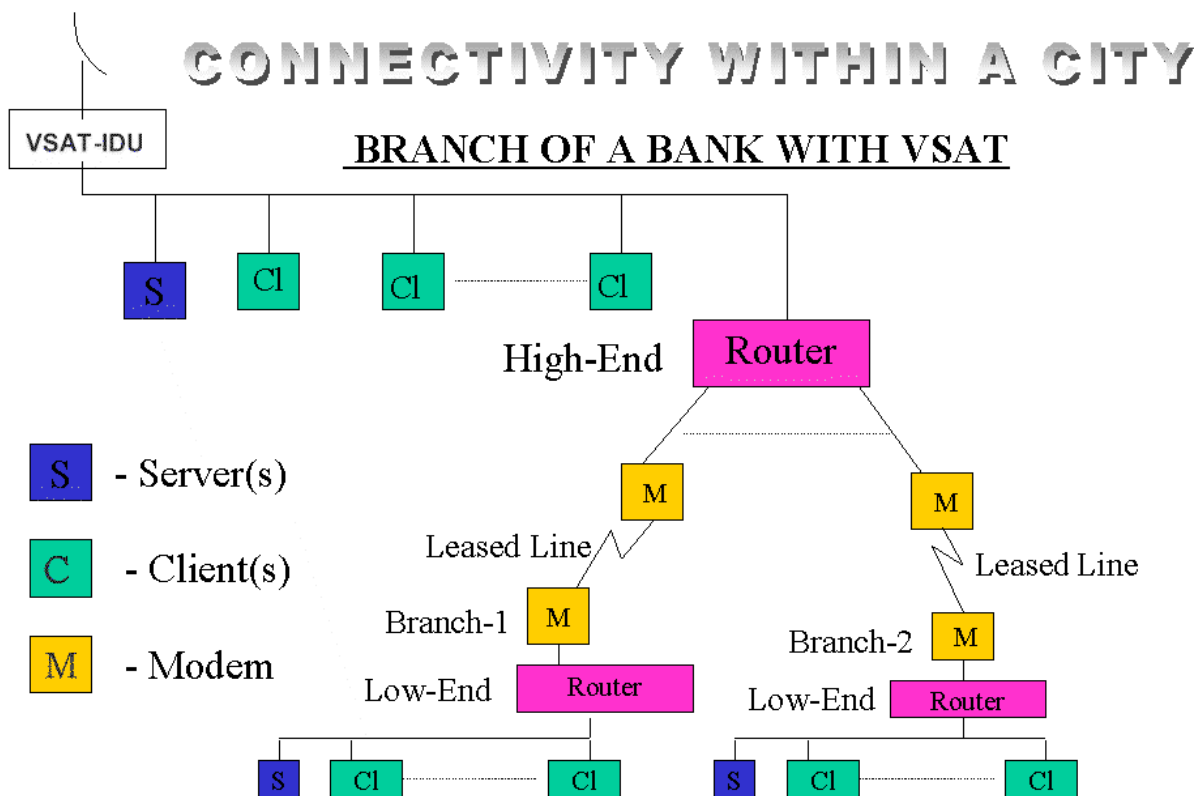 CONNECTIVITY WITHIN A CITY
VSAT-IDU
BRANCH OF A BANK WITH VSAT
S
Cl
Cl
Cl
High-End
Router
S - Server(s)
M
M
Leased Line
Leased Line
C - Client(s)
Branch-1
M
Branch-2
M
M - Modem
Low-End
Router
Low-End
Router
S
Cl
Cl
S
Cl
Cl